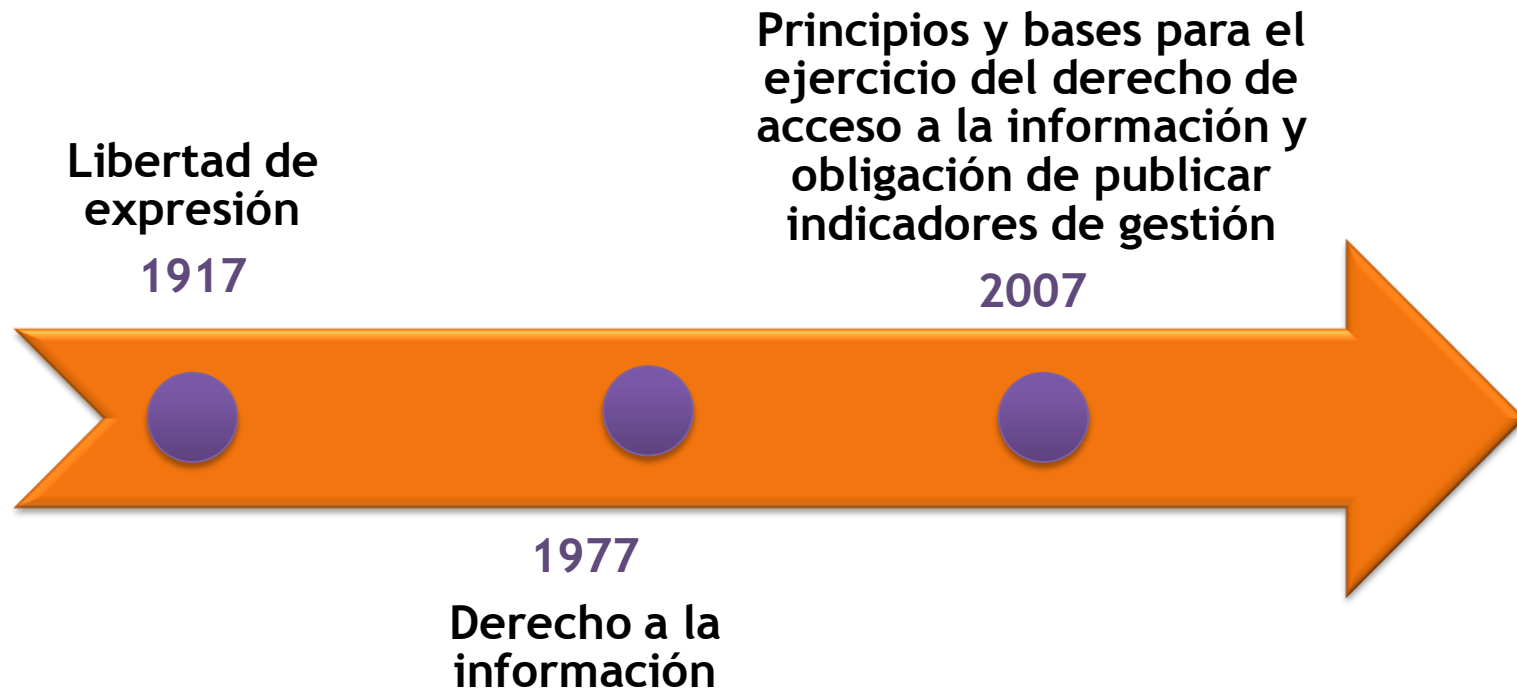 Libertad de
expresión
1917
1977
Derecho a la
información
Principios y bases para el
ejercicio del derecho de
acceso a la información y
obligación de publicar
indicadores de gestión
2007